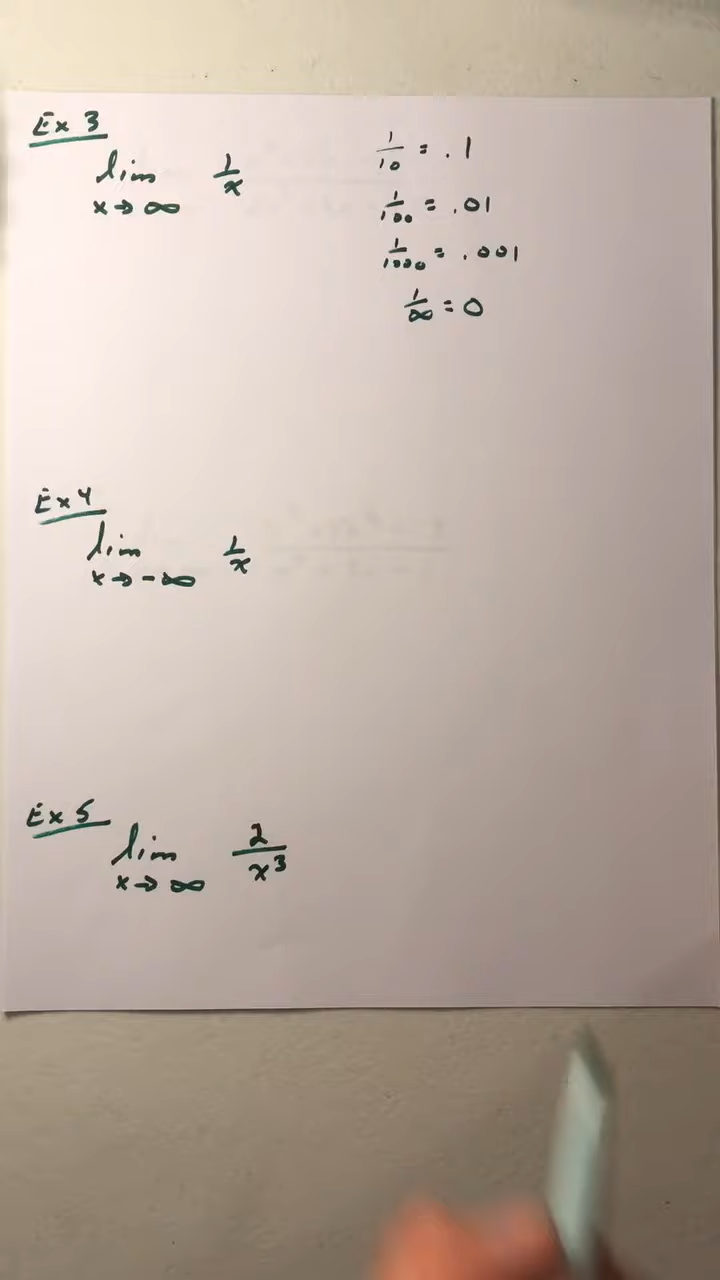 Ex 3
lim 1/x
x→∞
1/10 = .1
1/100 = .01
1/1000 = .001
1/∞ = 0
Ex 4
lim 1/x
x→-∞
Ex 5
lim 2/x³
x→∞